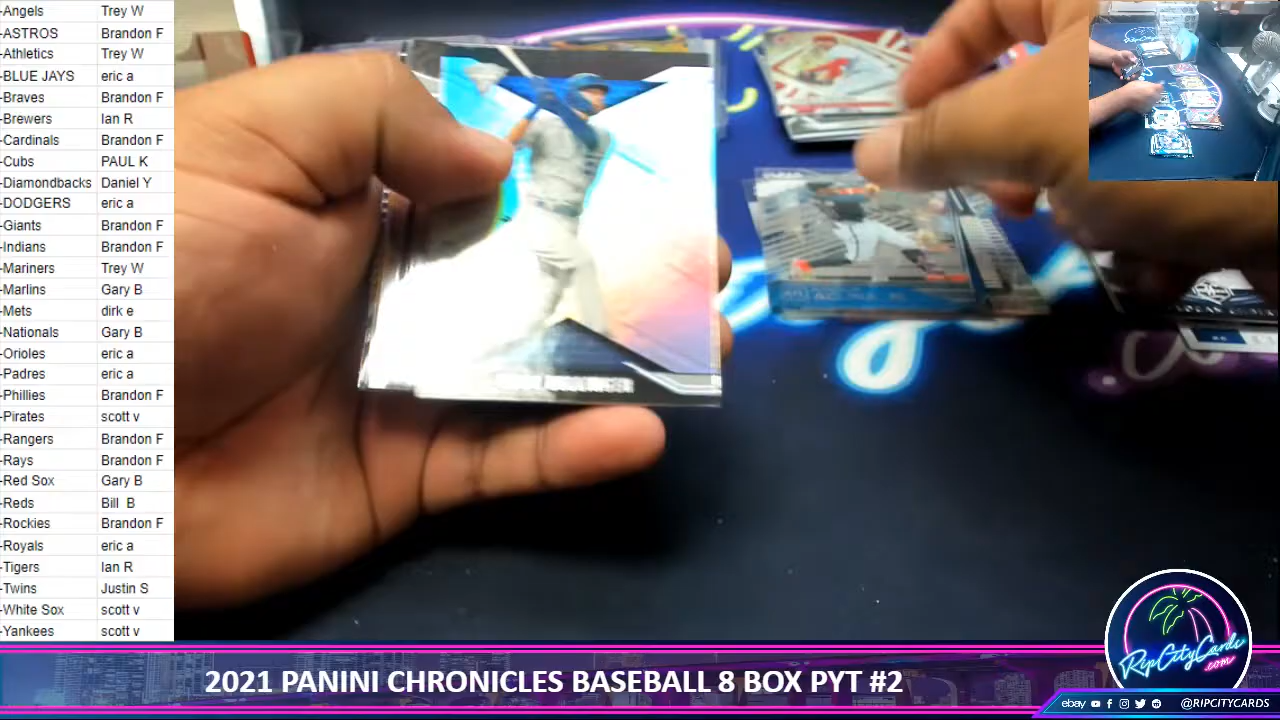 -Angels Trey W
-ASTROS Brandon F
-Athletics Trey W
-BLUE JAYS eric a
-Braves Brandon F
-Brewers Ian R
-Cardinals Brandon F
-Cubs PAUL K
-Diamondbacks Daniel Y
-DODGERS eric a
-Giants Brandon F
-Indians Brandon F
-Mariners Trey W
-Marlins Gary B
-Mets dirk e
-Nationals Gary B
-Orioles eric a
-Padres eric a
-Phillies Brandon F
-Pirates scott v
-Rangers Brandon F
-Rays Brandon F
-Red Sox Gary B
-Reds Bill B
-Rockies Brandon F
-Royals eric a
-Tigers Ian R
-Twins Justin S
-White Sox scott v
-Yankees scott v
RipCityCards
.com
2021 PANINI CHRONICLES BASEBALL 8 BOX PYT #2
ebay @RIPCITYCARDS